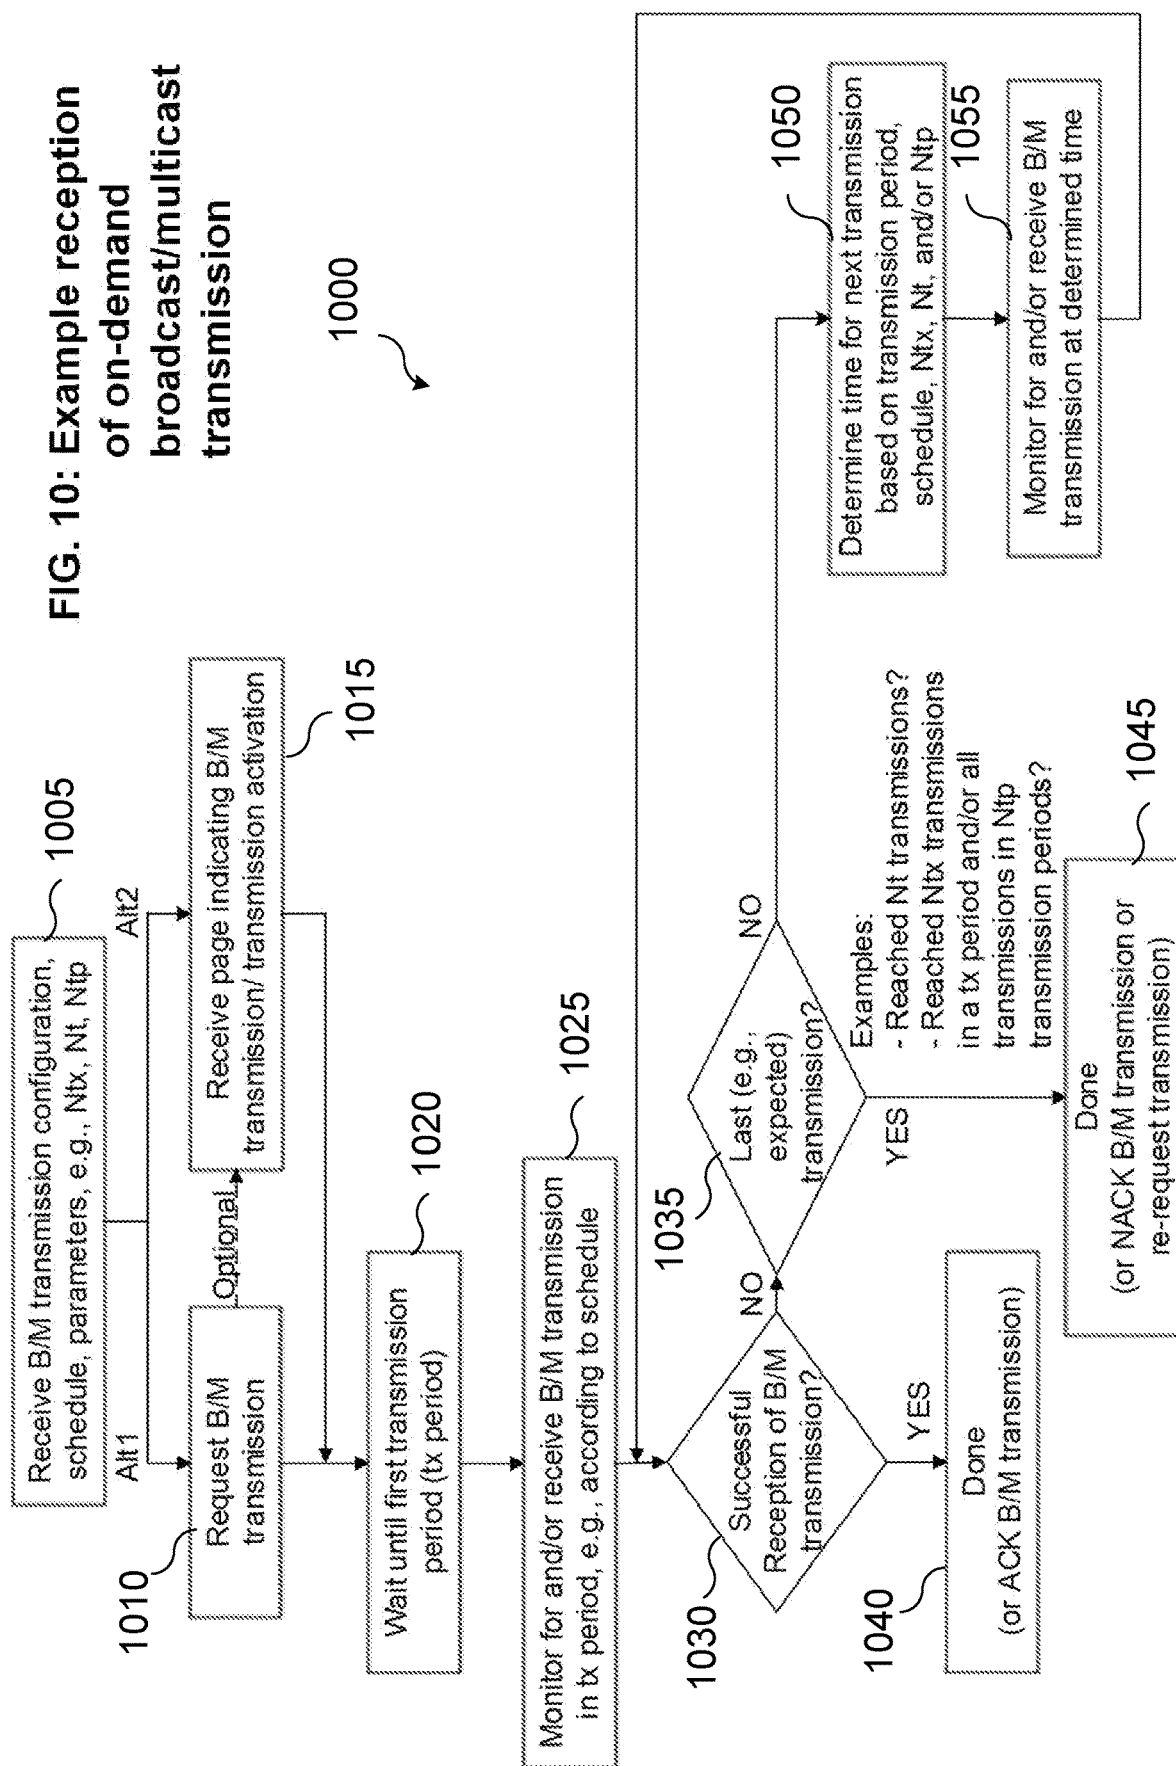 FIG. 10: Example reception
of on-demand
broadcast/multicast
transmission
1000
1005
Receive B/M transmission configuration,
schedule, parameters, e.g., Ntx, Nt, Ntp
Alt1
Alt2
1010
Request B/M
transmission
Optional
Receive page indicating B/M
transmission/ transmission activation
1015
Wait until first transmission
period (tx period)
1020
Monitor for and/or receive B/M transmission
in tx period, e.g., according to schedule
1025
1030
Successful
Reception of B/M
transmission?
NO
YES
1035
Last (e.g.,
expected)
transmission?
NO
YES
Examples:
- Reached Nt transmissions?
- Reached Ntx transmissions
in a tx period and/or all
transmissions in Ntp
transmission periods?
1040
Done
(or ACK B/M transmission)
1045
Done
(or NACK B/M transmission or
re-request transmission)
Determine time for next transmission
based on transmission period,
schedule, Ntx, Nt, and/or Ntp
1050
Monitor for and/or receive B/M
transmission at determined time
1055